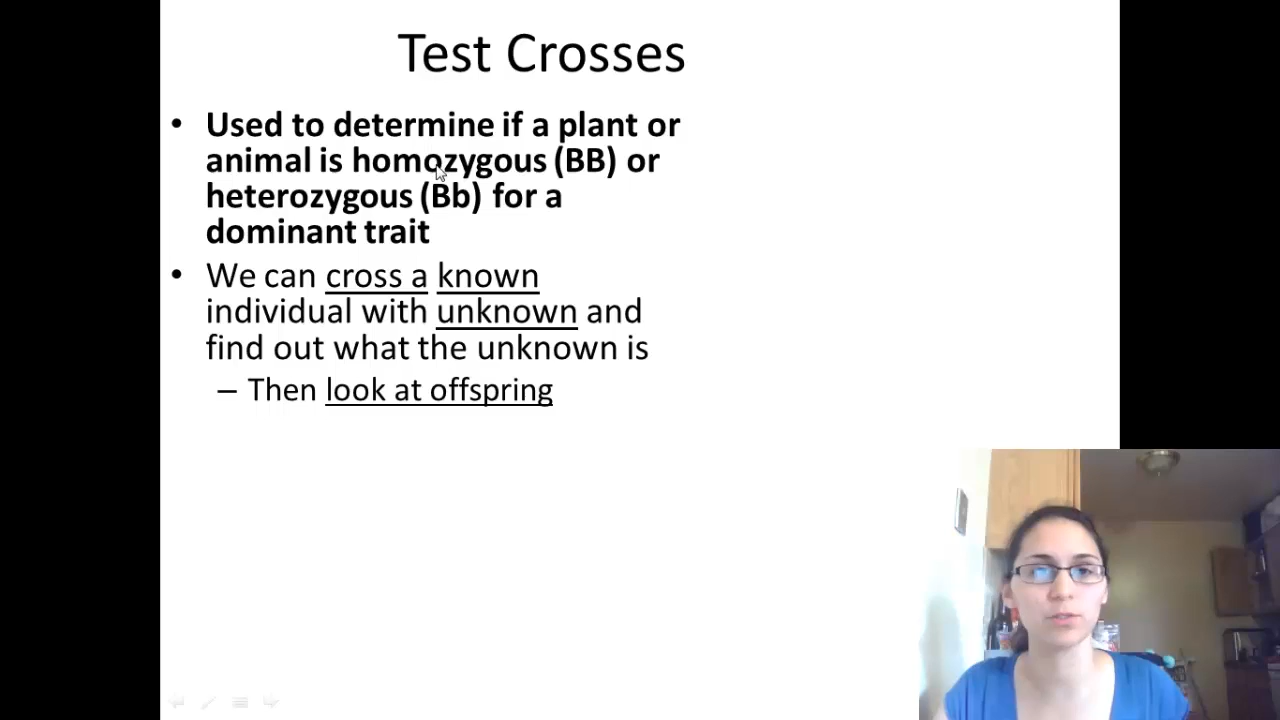 Test Crosses
• Used to determine if a plant or
animal is homozygous (BB) or
heterozygous (Bb) for a
dominant trait
• We can cross a known
individual with unknown and
find out what the unknown is
– Then look at offspring